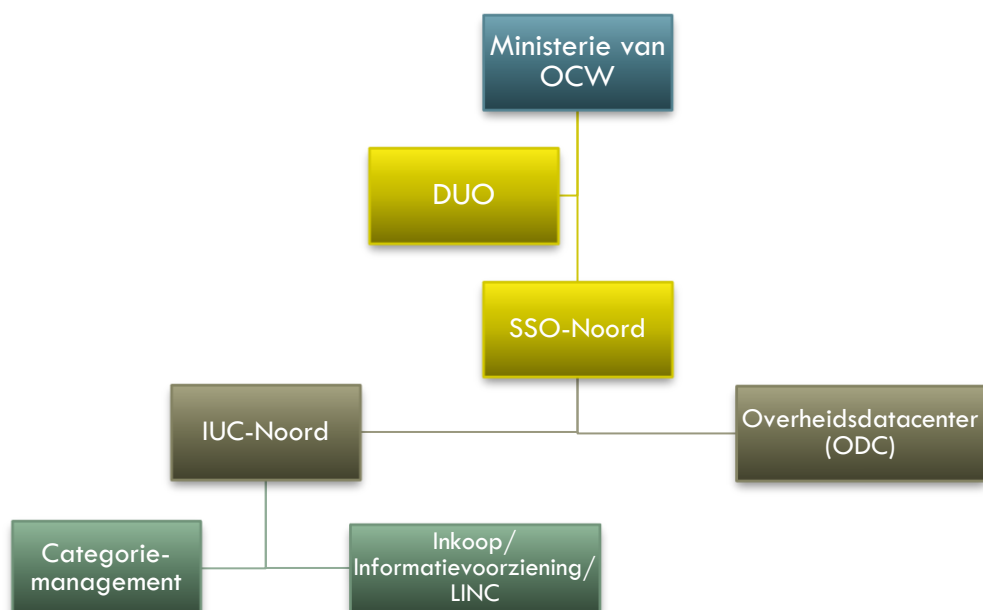 Ministerie van
OCW
DUO
SSO-Noord
IUC-Noord
Overheidsdatacenter
(ODC)
Categorie-
management
Inkoop/
Informatievoorziening/
LINC